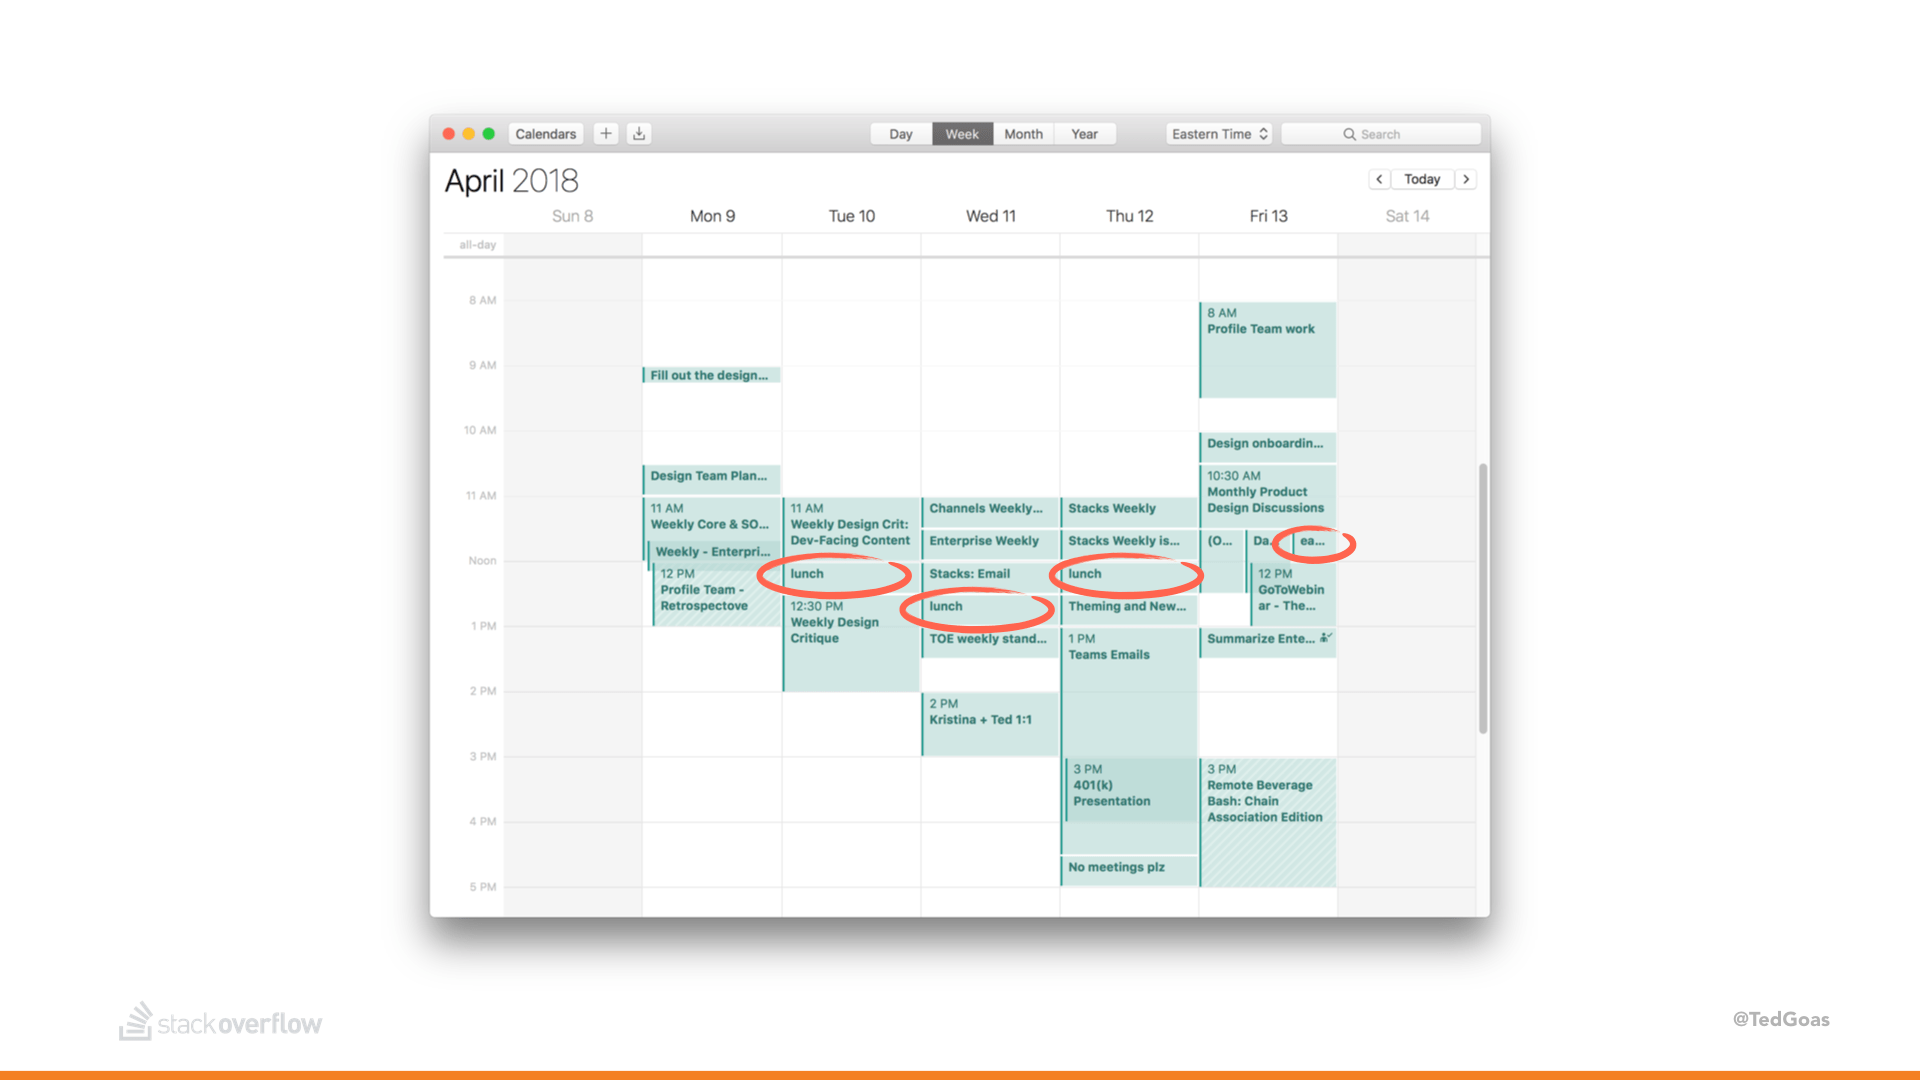 Calendars
+
Day Week Month Year
Eastern Time
Search
April 2018
Today
Sun 8 Mon 9 Tue 10 Wed 11 Thu 12 Fri 13 Sat 14
all-day
8 AM
9 AM
10 AM
11 AM
Noon
1 PM
2 PM
3 PM
4 PM
5 PM
Fill out the design...
Design Team Plan...
11 AM
Weekly Core & SO...
Weekly - Enterpri...
12 PM
Profile Team -
Retrospectove
11 AM
Weekly Design Crit:
Dev-Facing Content
lunch
12:30 PM
Weekly Design
Critique
Channels Weekly...
Enterprise Weekly
Stacks: Email
lunch
TOE weekly stand...
2 PM
Kristina + Ted 1:1
Stacks Weekly
Stacks Weekly is...
lunch
Theming and New...
1 PM
Teams Emails
3 PM
401(k)
Presentation
No meetings plz
8 AM
Profile Team work
Design onboardin...
10:30 AM
Monthly Product
Design Discussions
(O...
Da...
ea...
12 PM
GoToWebin
ar - The...
Summarize Ente...
3 PM
Remote Beverage
Bash: Chain
Association Edition
stackoverflow
@TedGoas